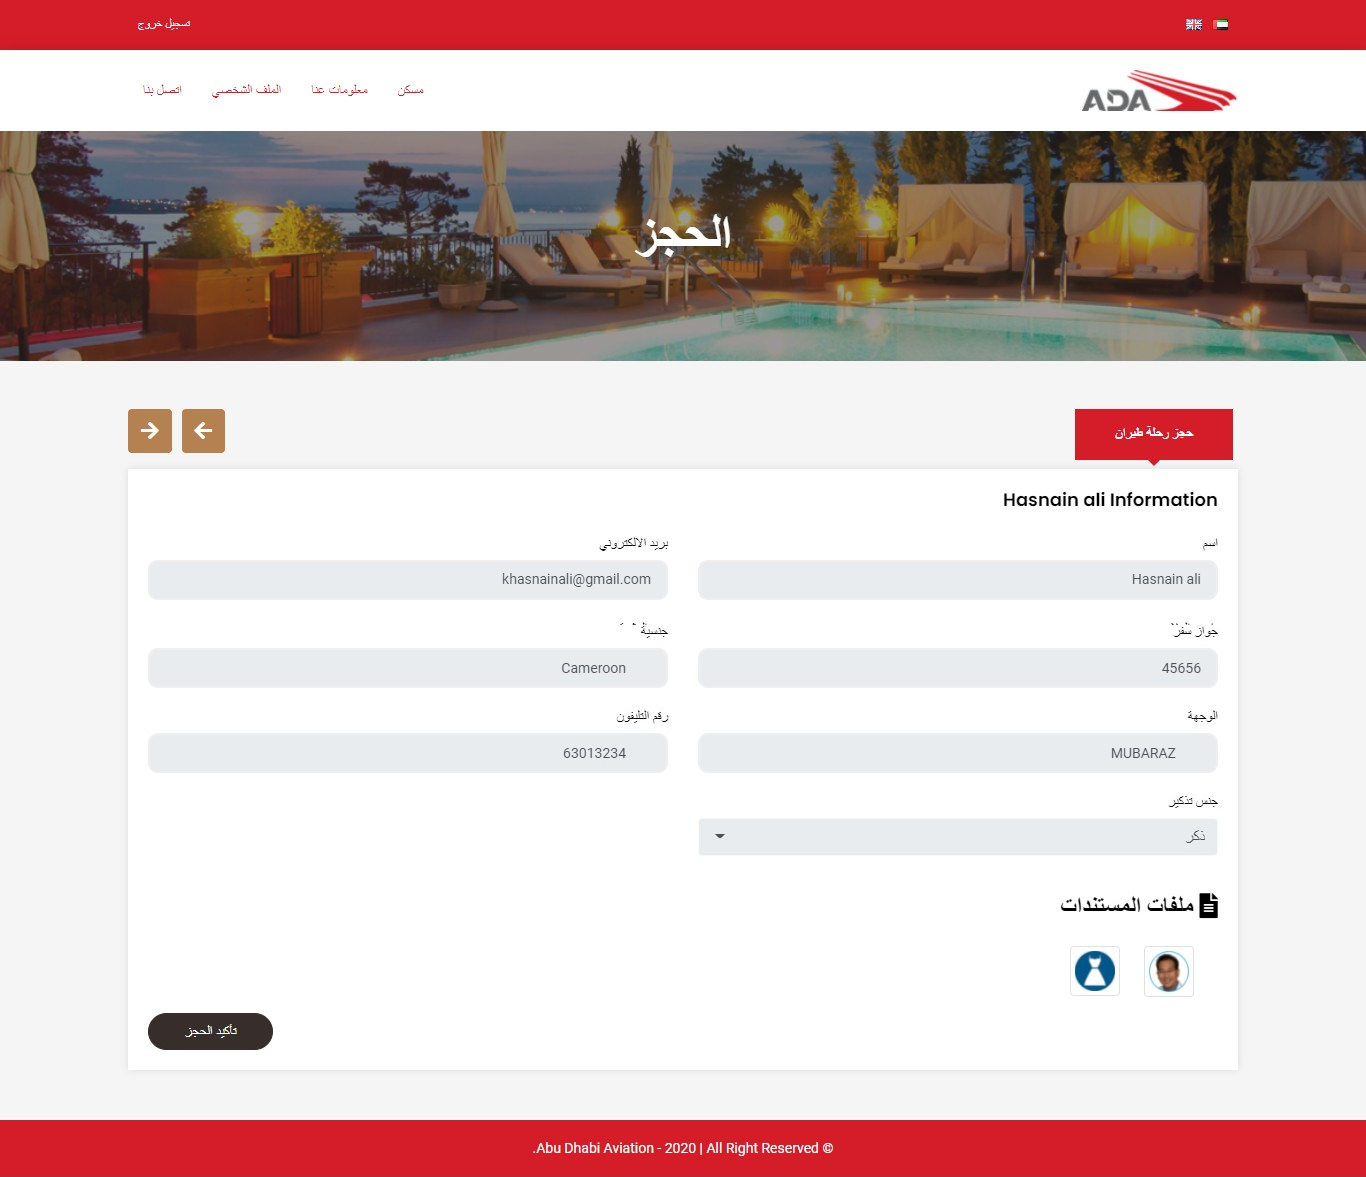 تسجيل خروج
ADA
مسكن
معلومات عنا
الملف الشخصي
اتصل بنا
الحجز
حجز رحلة طيران
Hasnain ali Information
اسم
بريد الالكتروني
Hasnain ali
khasnainali@gmail.com
جواز سفر
جنسية
45656
Cameroon
الوجهة
رقم التليفون
MUBARAZ
63013234
جنس تذكير
ذكر
ملفات المستندات
تأكيد الحجز
.Abu Dhabi Aviation - 2020 | All Right Reserved ©